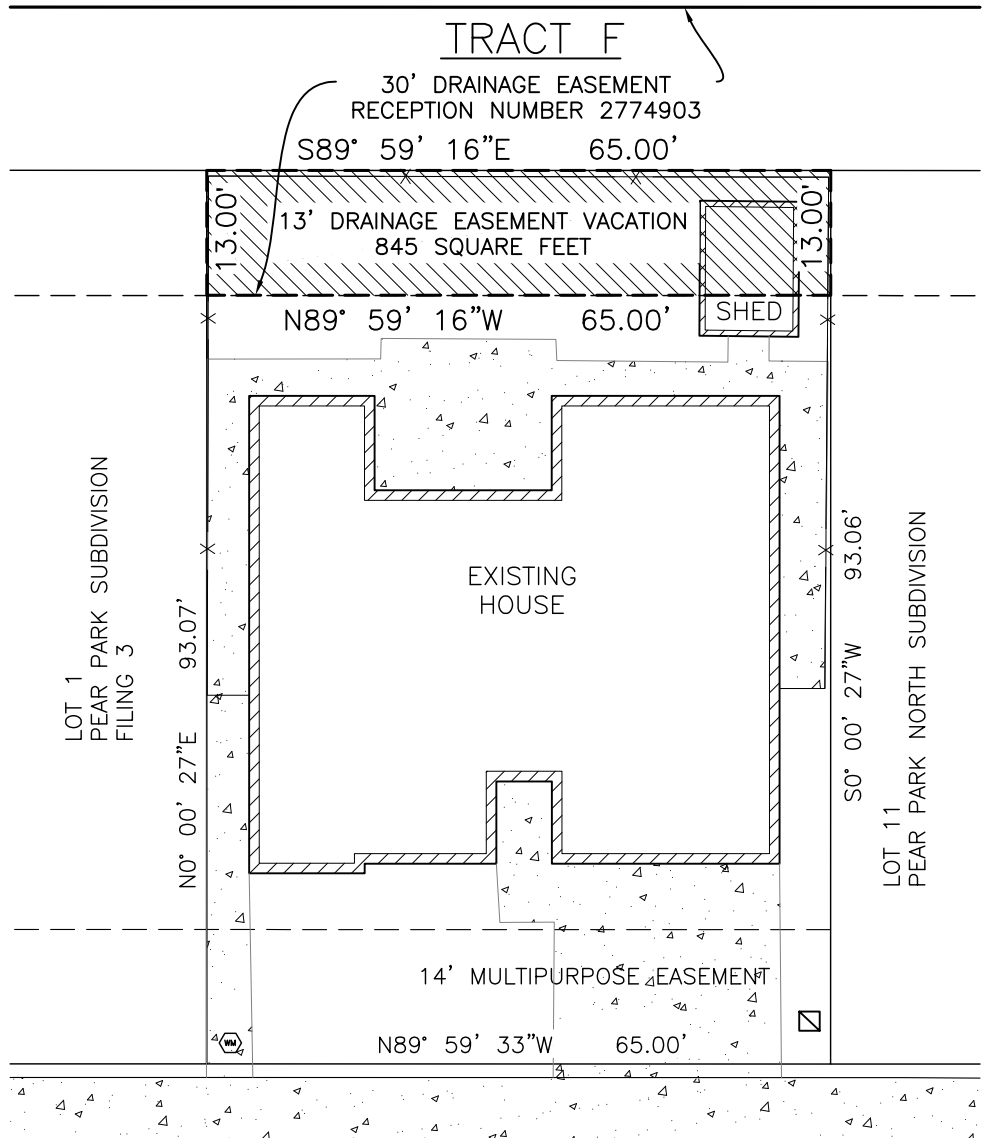 TRACT F
30' DRAINAGE EASEMENT
RECEPTION NUMBER 2774903
S89° 59' 16"E 65.00'
13.00'
13' DRAINAGE EASEMENT VACATION
845 SQUARE FEET
13.00'
N89° 59' 16"W 65.00'
SHED
EXISTING
HOUSE
LOT 1
PEAR PARK SUBDIVISION
FILING 3
N0° 00' 27"E 93.07'
S0° 00' 27"W 93.06'
LOT 11
PEAR PARK NORTH SUBDIVISION
14' MULTIPURPOSE EASEMENT
WM
N89° 59' 33"W 65.00'